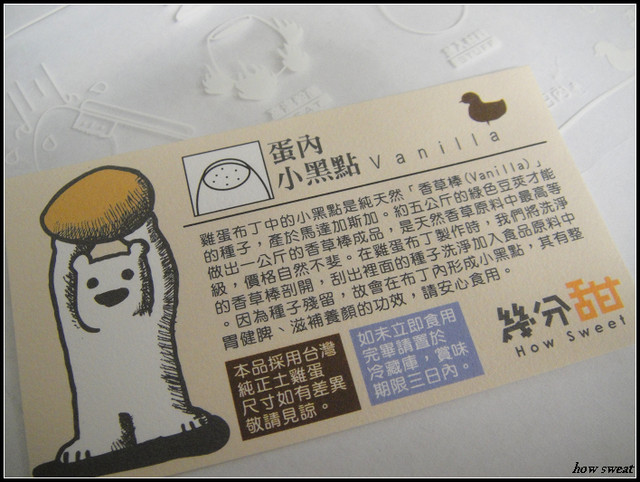 蛋內
小黑點 Vanilla
雞蛋布丁中的小黑點是純天然「香草棒(Vanilla)」
的種子，產於馬達加斯加。約五公斤的綠色豆莢才能
做出一公斤的香草棒成品，是天然香草原料中最高等
級，價格自然不斐。在雞蛋布丁製作時，我們將洗淨
的香草棒剖開，刮出裡面的種子洗淨加入食品原料中
。因為種子殘留，故會在布丁內形成小黑點，其有整
胃健脾、滋補養顏的功效，請安心食用。
本品採用台灣
純正土雞蛋
尺寸如有差異
敬請見諒。
如未立即食用
完畢請置於
冷藏庫，賞味
期限三日內。
幾分甜
How Sweet
how sweat